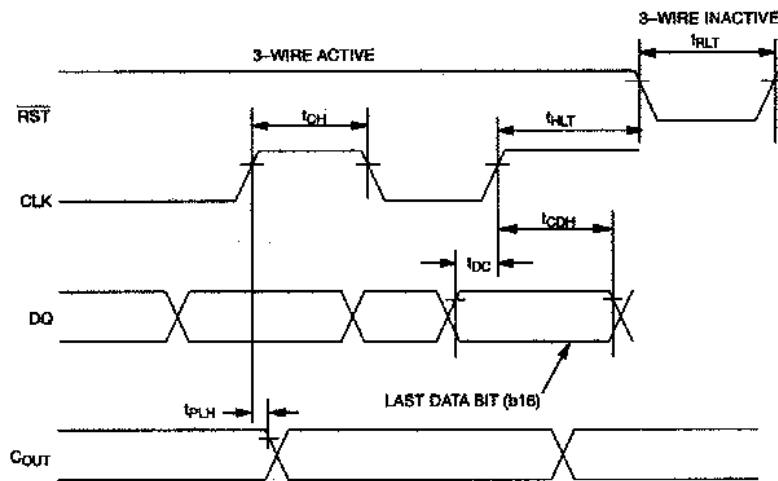 3–WIRE INACTIVE
tRLT
3–WIRE ACTIVE
RST
tCH
tHLT
CLK
tCDH
tDC
DQ
LAST DATA BIT (b16)
tPLH
COUT